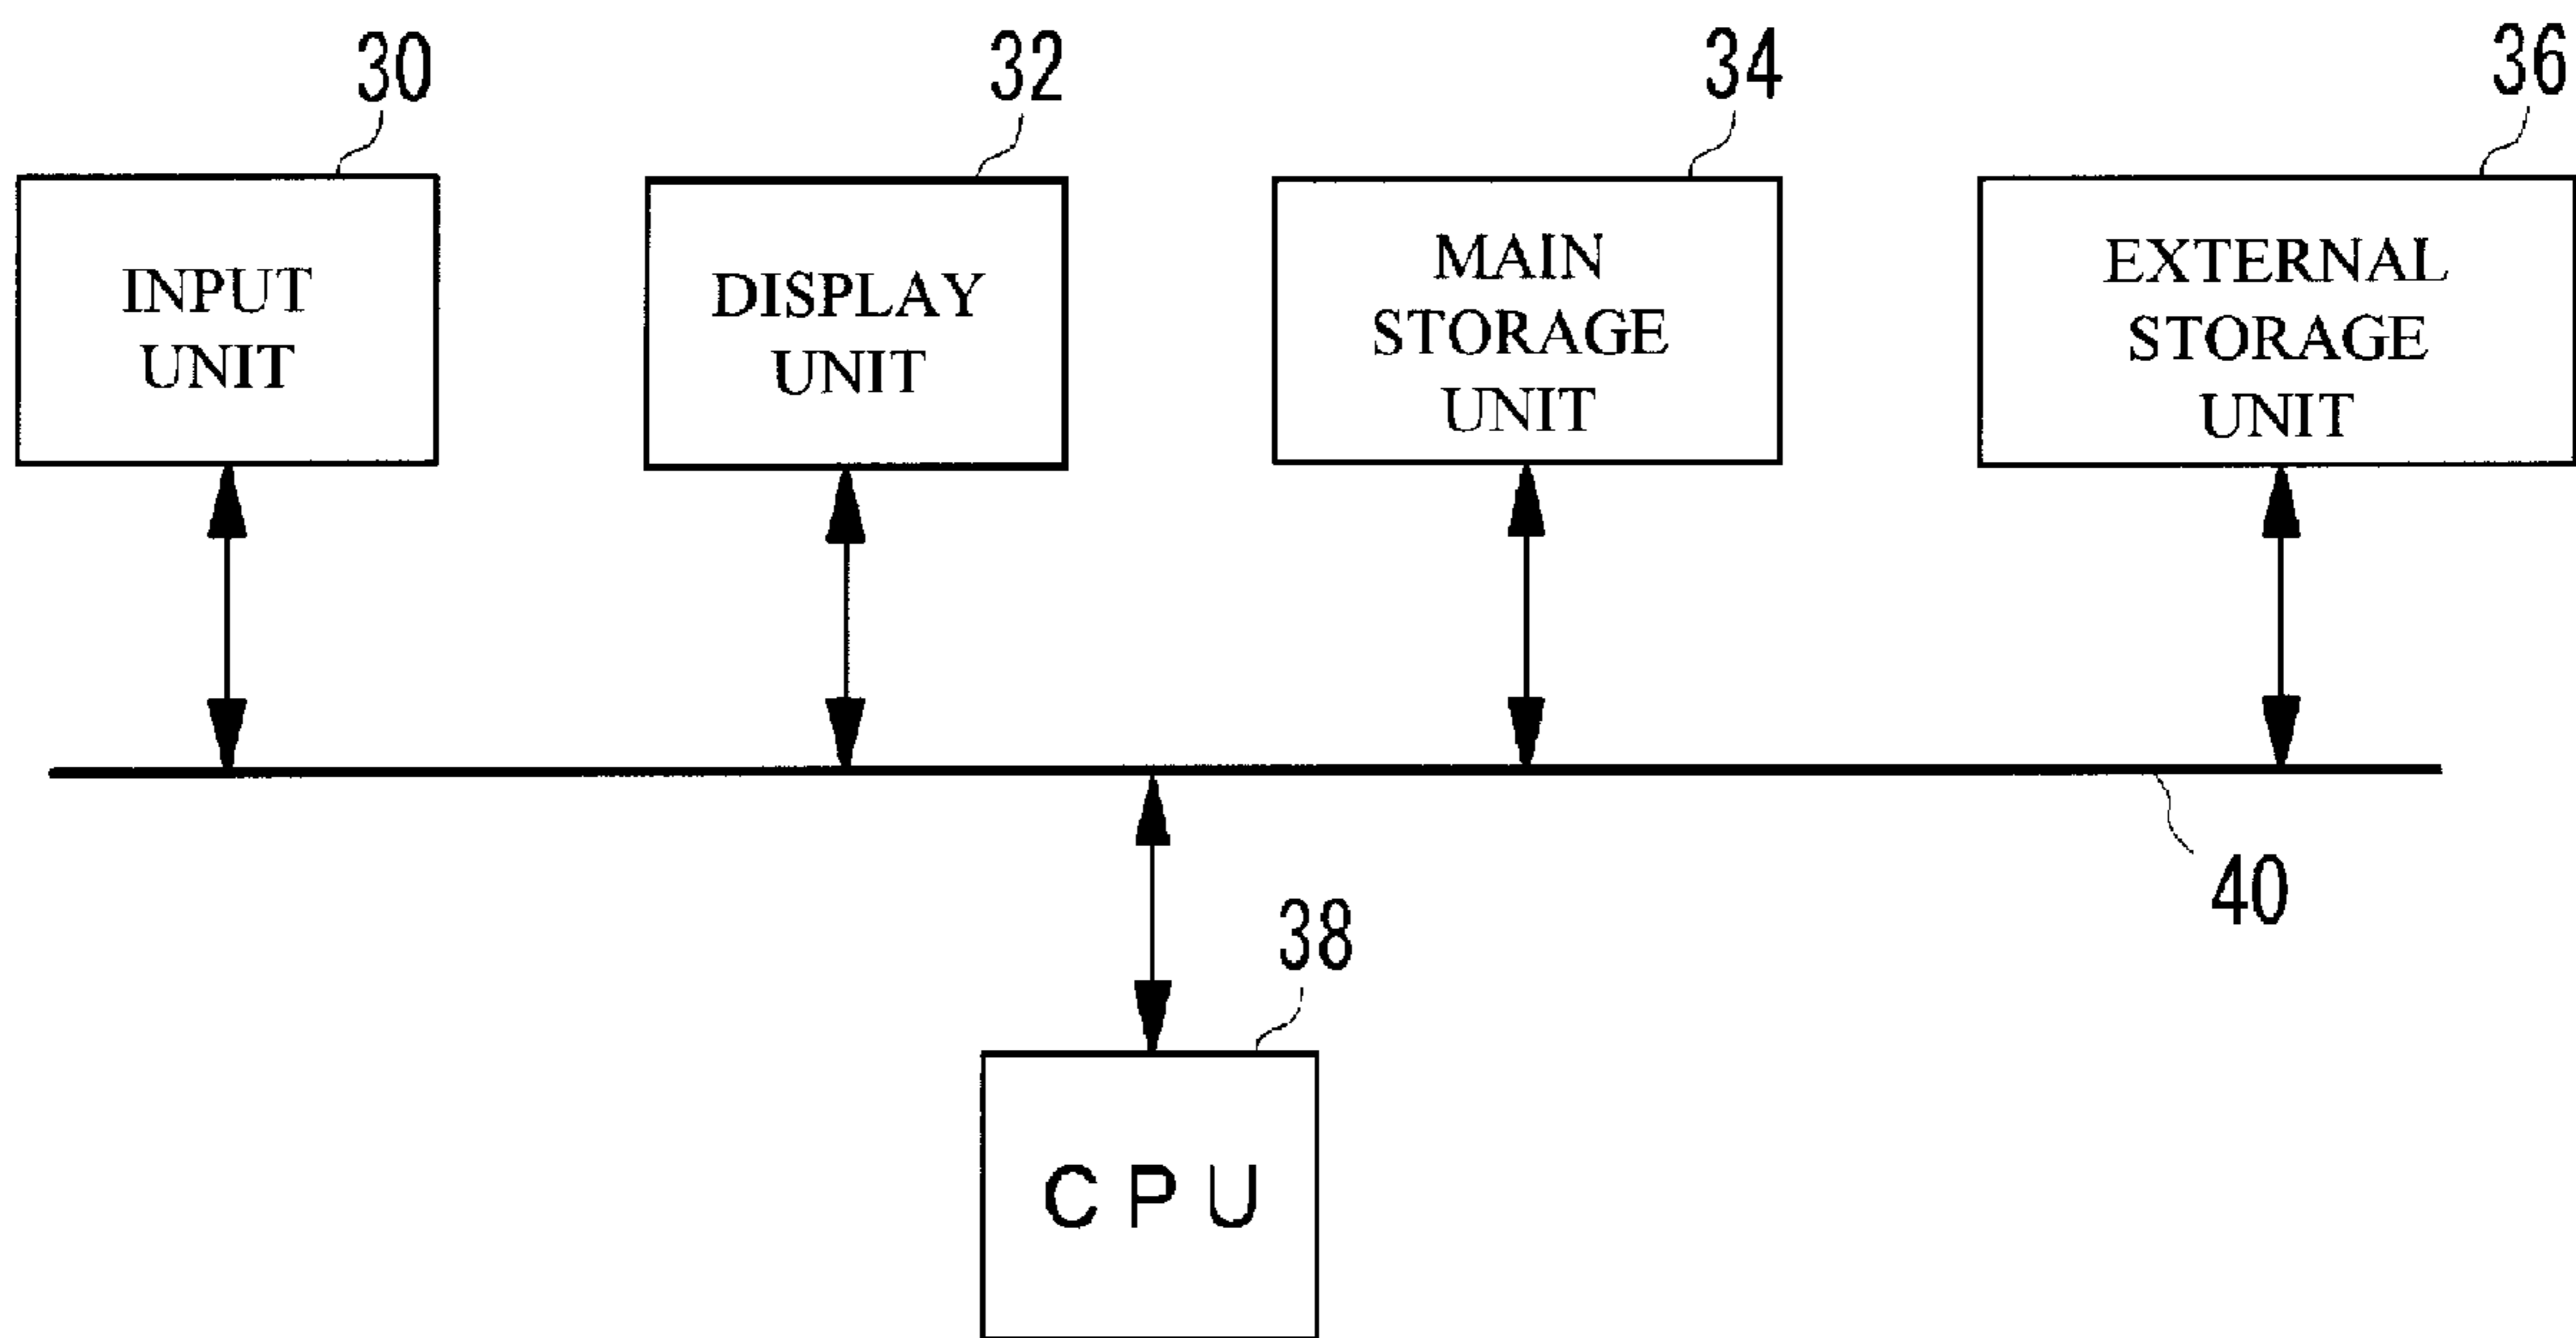 30
32
34
36
INPUT
UNIT
DISPLAY
UNIT
MAIN
STORAGE
UNIT
EXTERNAL
STORAGE
UNIT
40
38
CPU